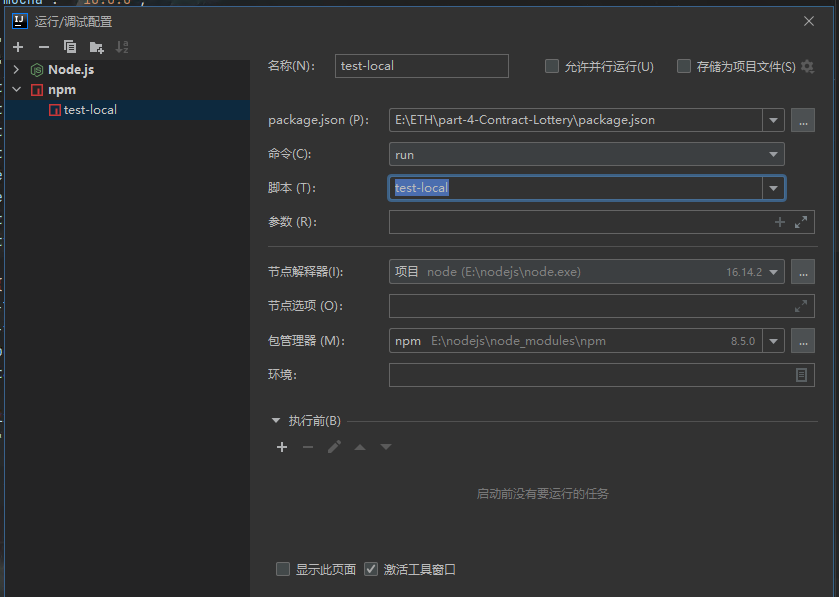 运行/调试配置
Node.js
npm
test-local
名称(N): test-local 允许并行运行(U) 存储为项目文件(S)
package.json (P): E:\ETH\part-4-Contract-Lottery\package.json ...
命令(C): run
脚本 (T): test-local
参数 (R):
节点解释器(I): 项目 node (E:\nodejs\node.exe) 16.14.2 ...
节点选项 (O):
包管理器 (M): npm E:\nodejs\node_modules\npm 8.5.0 ...
环境:
执行前(B)
启动前没有要运行的任务
显示此页面 激活工具窗口